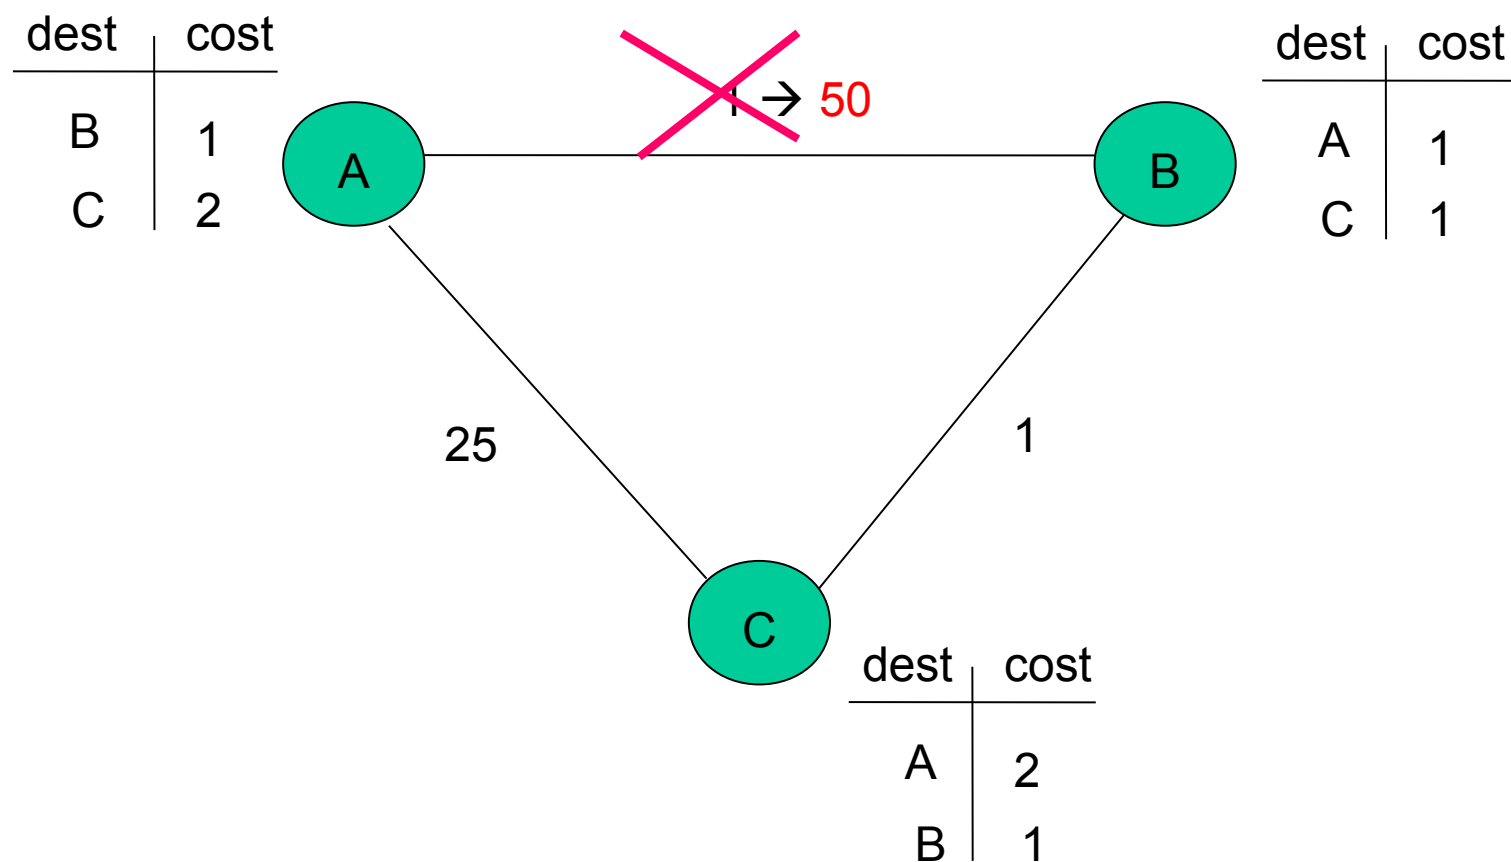 dest cost
B 1
C 2
1 → 50
dest cost
A 1
C 1
A
B
25
1
C
dest cost
A 2
B 1